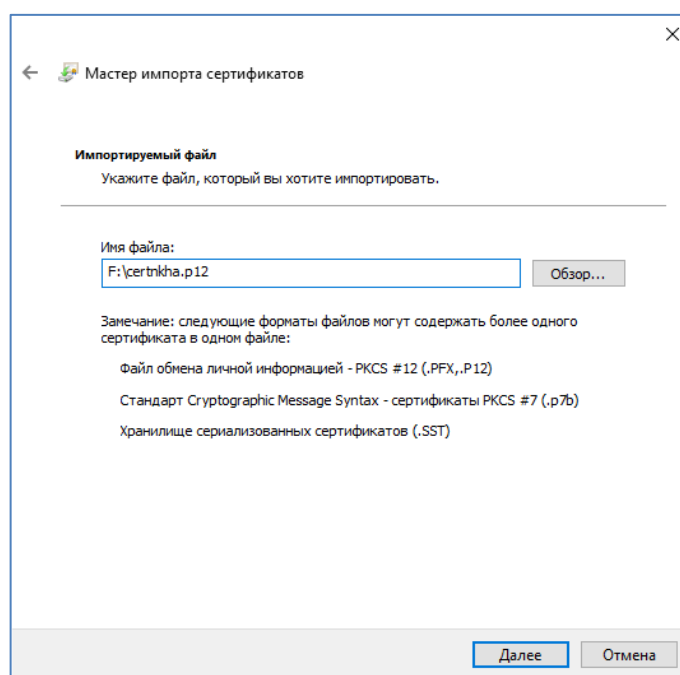 Мастер импорта сертификатов
Импортируемый файл
Укажите файл, который вы хотите импортировать.
Имя файла:
F:\certnkha.p12
Обзор...
Замечание: следующие форматы файлов могут содержать более одного
сертификата в одном файле:
Файл обмена личной информацией - PKCS #12 (.PFX,.P12)
Стандарт Cryptographic Message Syntax - сертификаты PKCS #7 (.p7b)
Хранилище сериализованных сертификатов (.SST)
Далее
Отмена